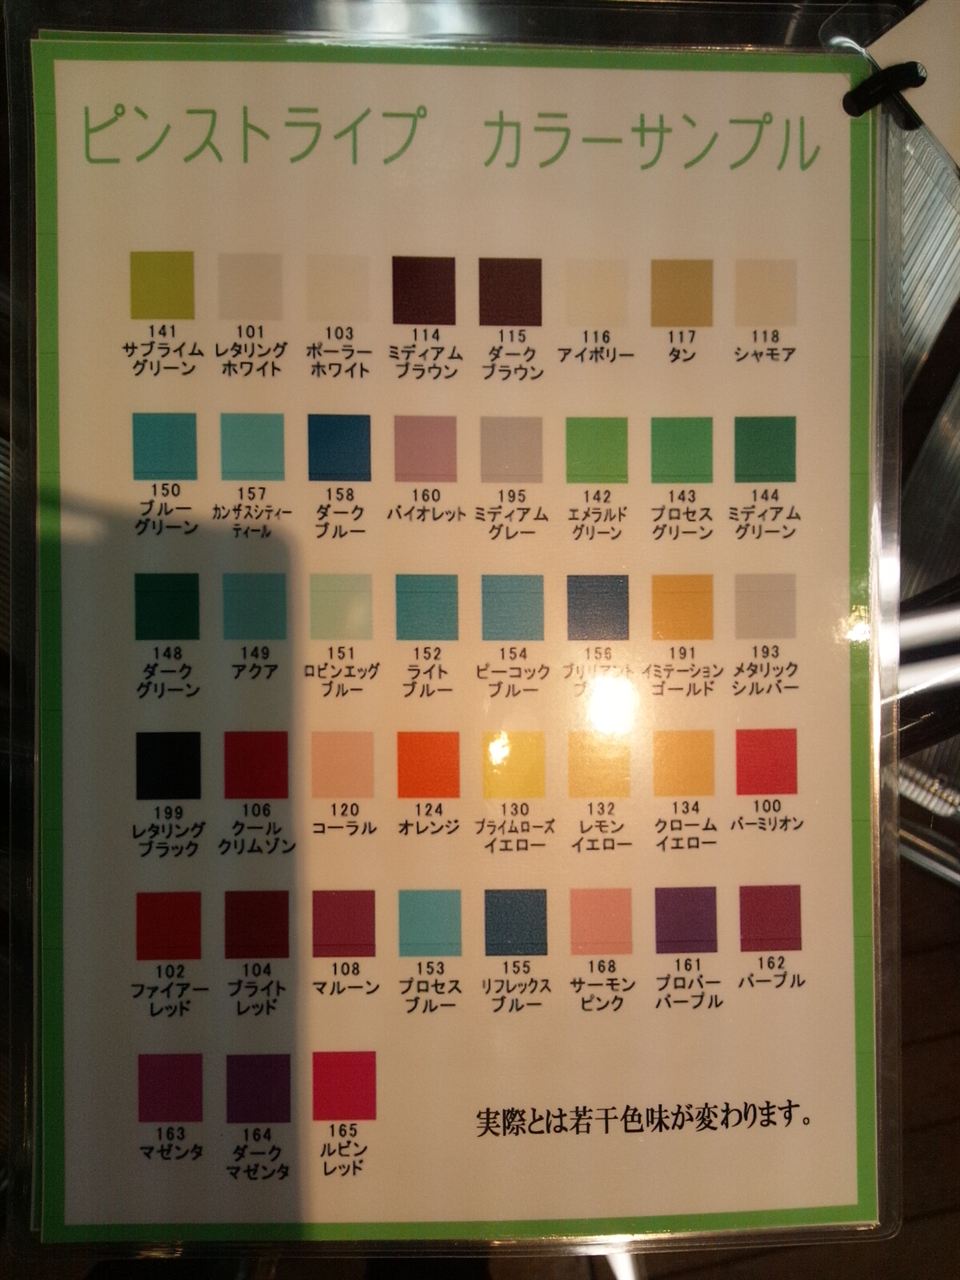 ピンストライプ カラーサンプル
141 101 103 114 115 116 117 118
サブライム レタリング ポーラー ミディアム ダーク アイボリー タン シャモア
グリーン ホワイト ホワイト ブラウン ブラウン
150 157 158 160 195 142 143 144
ブルー カンザスシティー ダーク バイオレット ミディアム エメラルド プロセス ミディアム
グリーン ティール ブルー グレー グリーン グリーン グリーン
148 149 151 152 154 156 191 193
ダーク アクア ロビンエッグ ライト ピーコック ブリリアント イミテーション メタリック
グリーン ブルー ブルー ブルー ゴールド シルバー
199 106 120 124 130 132 134 100
レタリング クール コーラル オレンジ プライムローズ レモン クローム バーミリオン
ブラック クリムゾン イエロー イエロー イエロー
102 104 108 153 155 168 161 162
ファイアー ブライト マルーン プロセス リフレックス サーモン プロパー パープル
レッド レッド ブルー ブルー ピンク パープル
163 164 165
マゼンタ ダーク ルビン
マゼンタ レッド
実際とは若干色味が変わります。